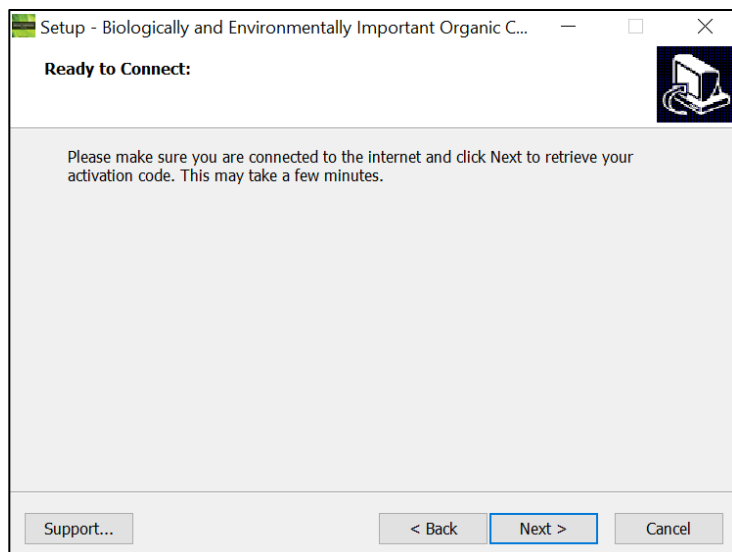 Setup - Biologically and Environmentally Important Organic C...
Ready to Connect:
Please make sure you are connected to the internet and click Next to retrieve your
activation code. This may take a few minutes.
Support...
< Back
Next >
Cancel